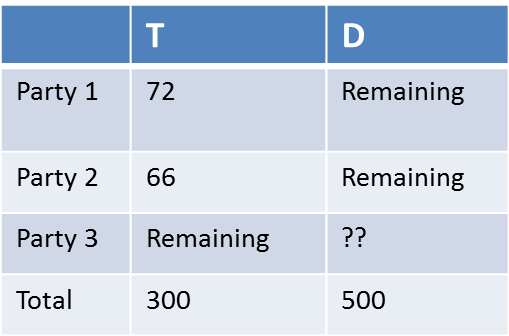 T D
Party 1 72 Remaining
Party 2 66 Remaining
Party 3 Remaining ??
Total 300 500